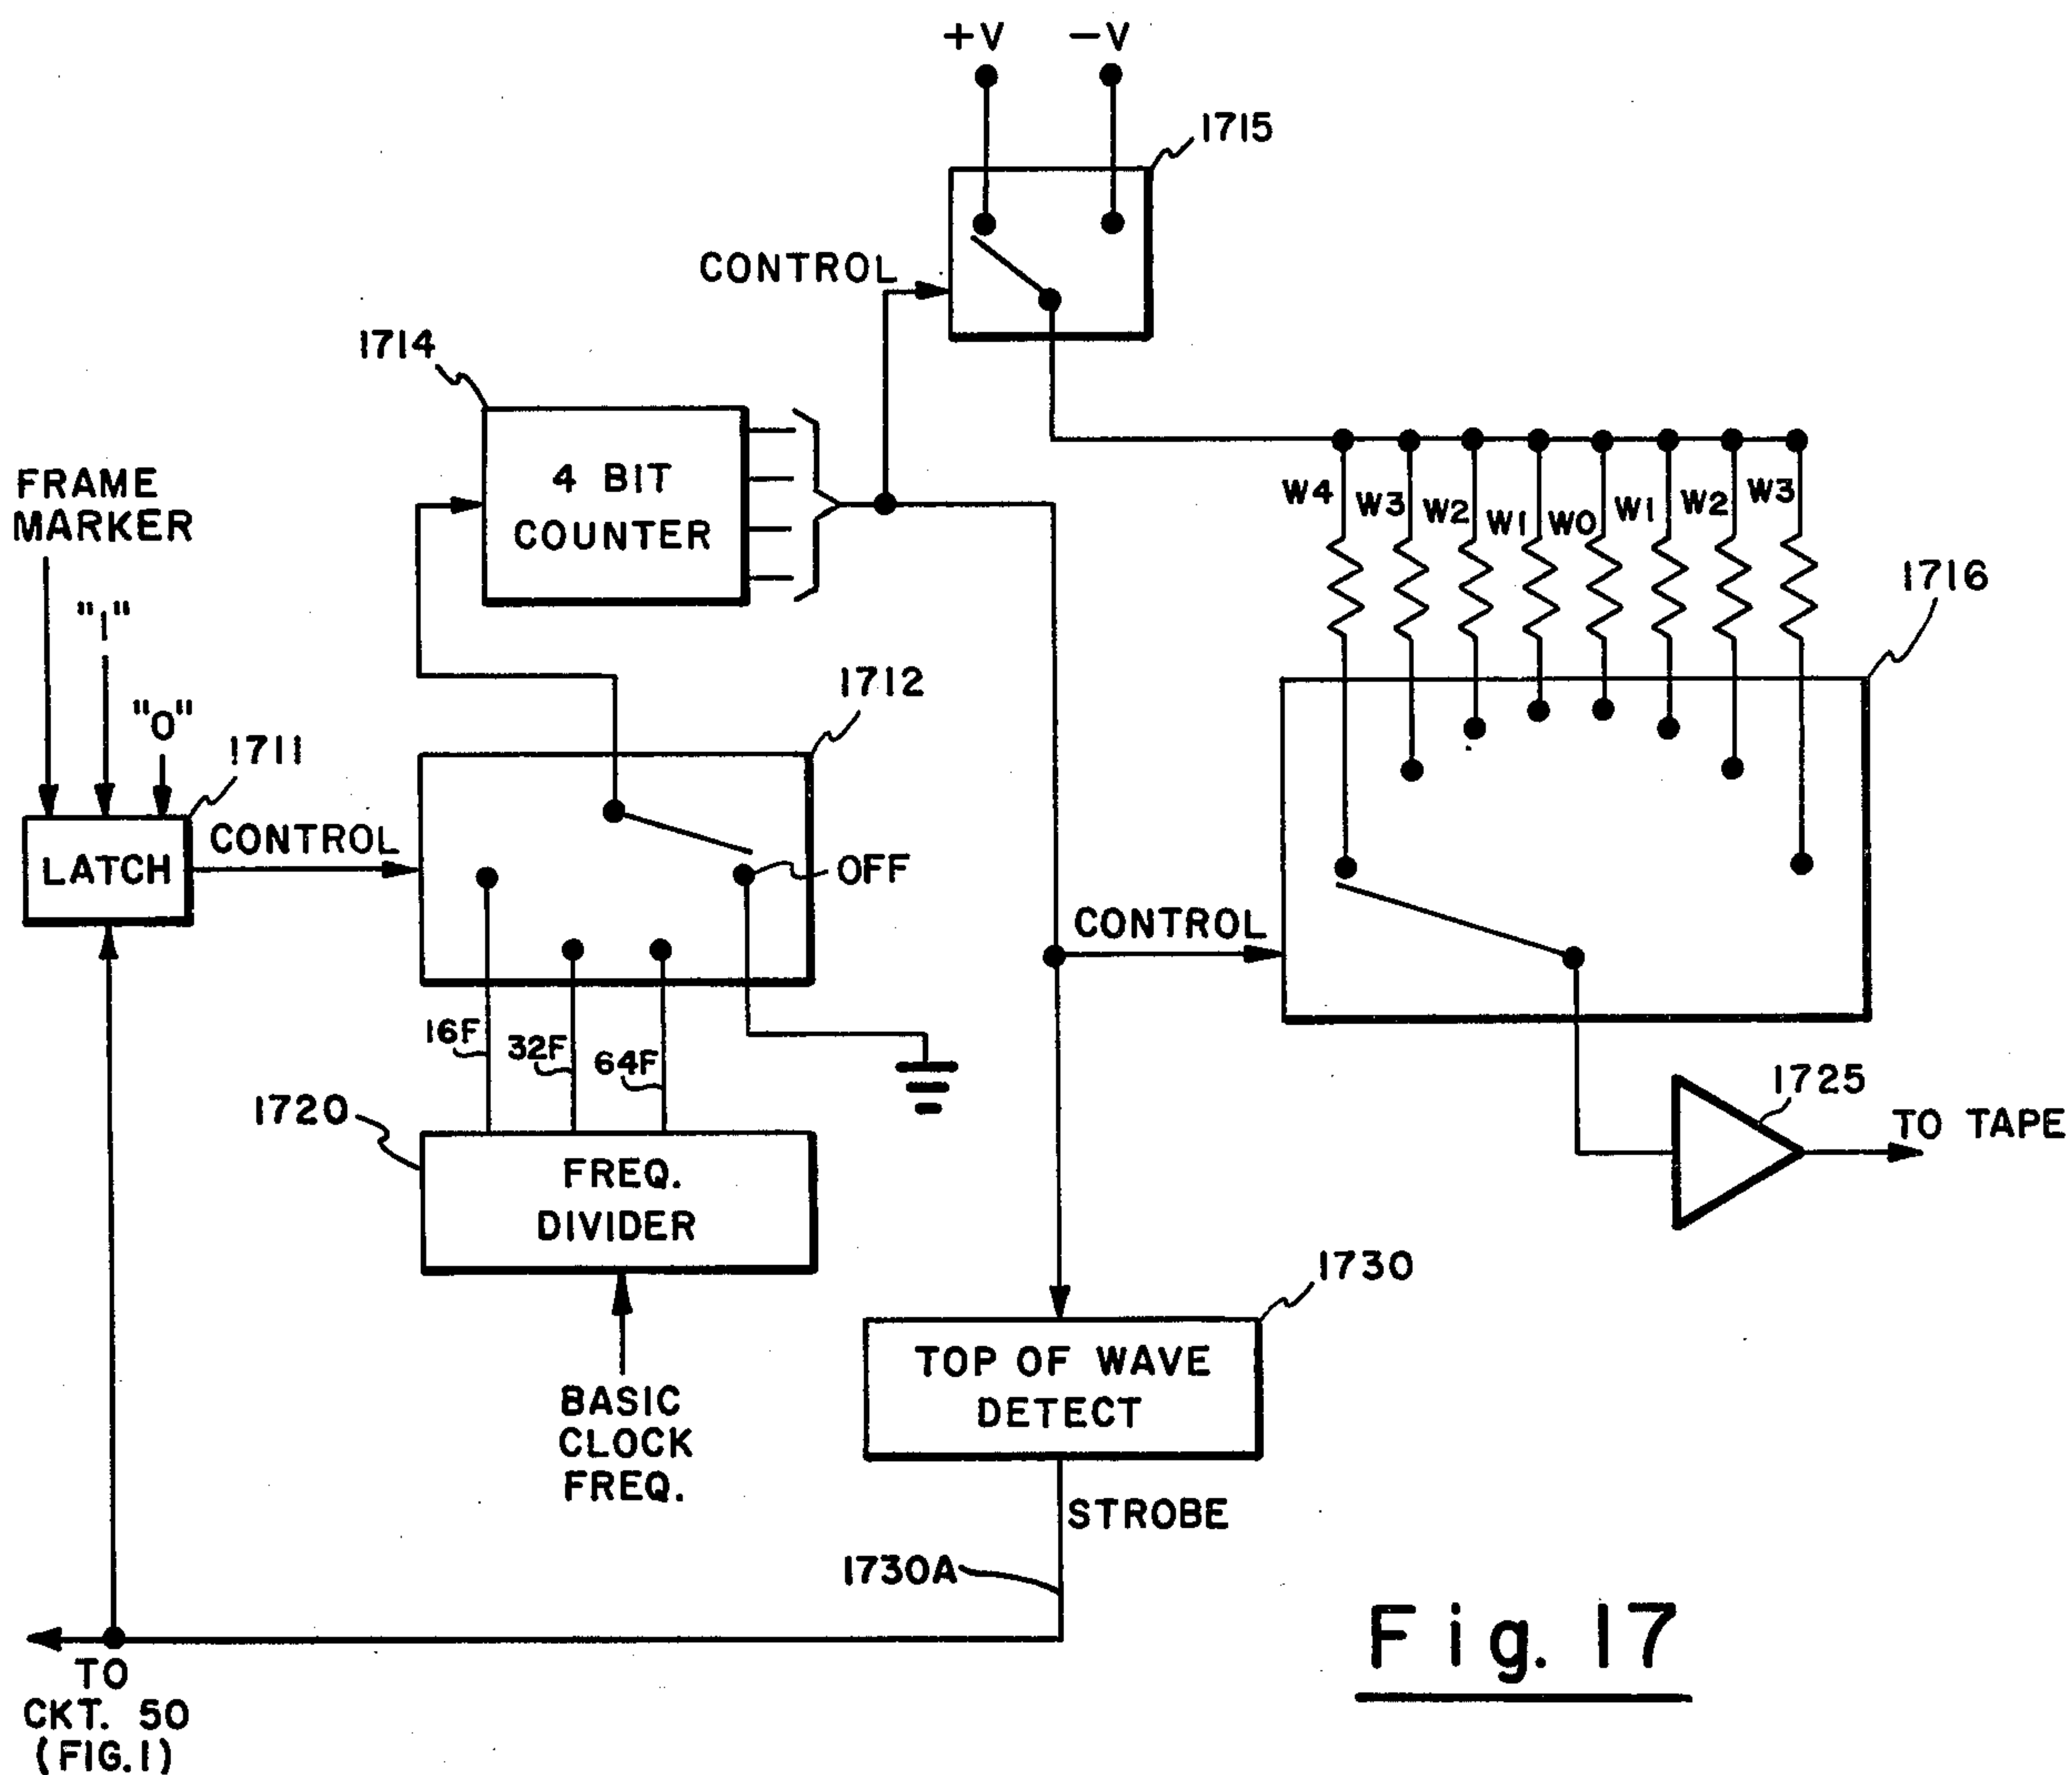 +V
-V
1715
CONTROL
1714
4 BIT
COUNTER
FRAME
MARKER
"1"
"0"
1711
LATCH
CONTROL
1712
OFF
W4
W3
W2
W1
W0
W1
W2
W3
1716
CONTROL
16F
32F
64F
1720
FREQ.
DIVIDER
BASIC
CLOCK
FREQ.
1725
TO TAPE
1730
TOP OF WAVE
DETECT
STROBE
1730A
TO
CKT. 50
(FIG.1)
Fig. 17